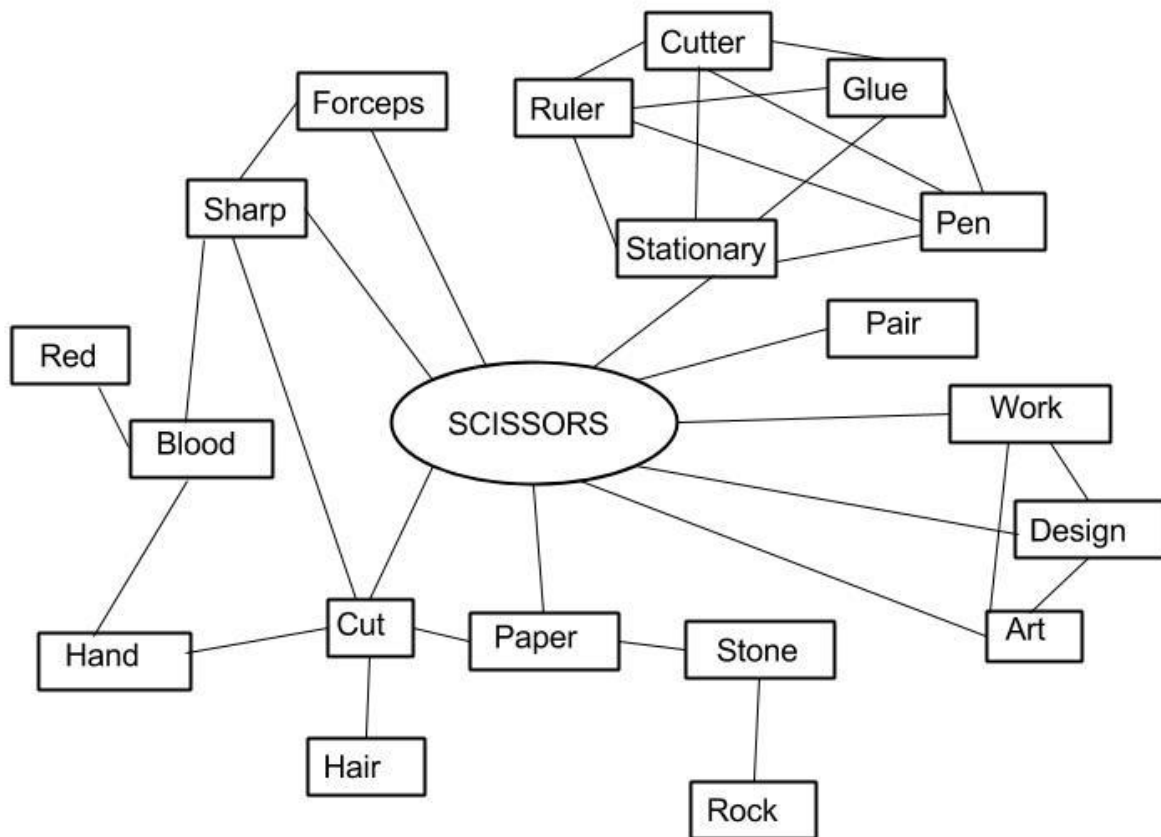 Cutter
Glue
Forceps
Ruler
Sharp
Pen
Stationary
Pair
Red
Work
SCISSORS
Blood
Design
Cut
Paper
Art
Hand
Stone
Hair
Rock